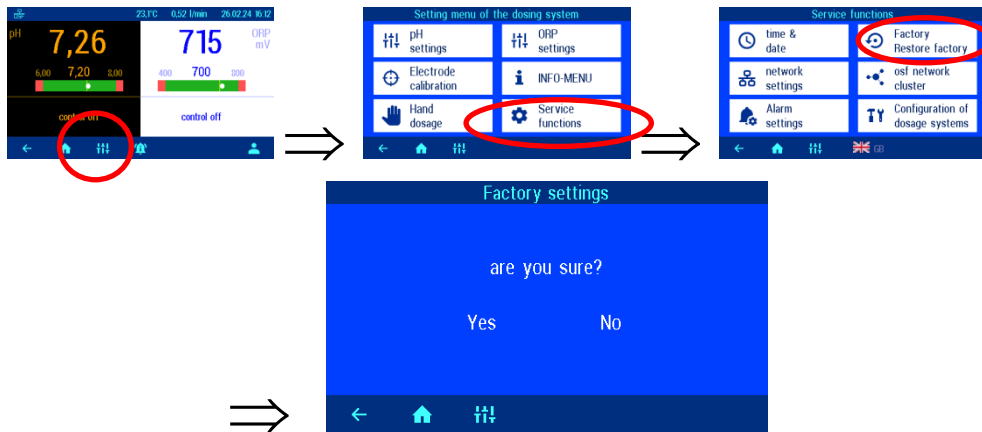 23,1°C 0,52 l/min 26.02.24 16:12
pH 7,26
6,00 7,20 8,00
control off
715 ORP mV
400 700 800
control off
Setting menu of the dosing system
pH settings
ORP settings
Electrode calibration
INFO-MENU
Hand dosage
Service functions
Service functions
time & date
Factory Restore factory
network settings
osf network cluster
Alarm settings
Configuration of dosage systems
GB
Factory settings
are you sure?
Yes No